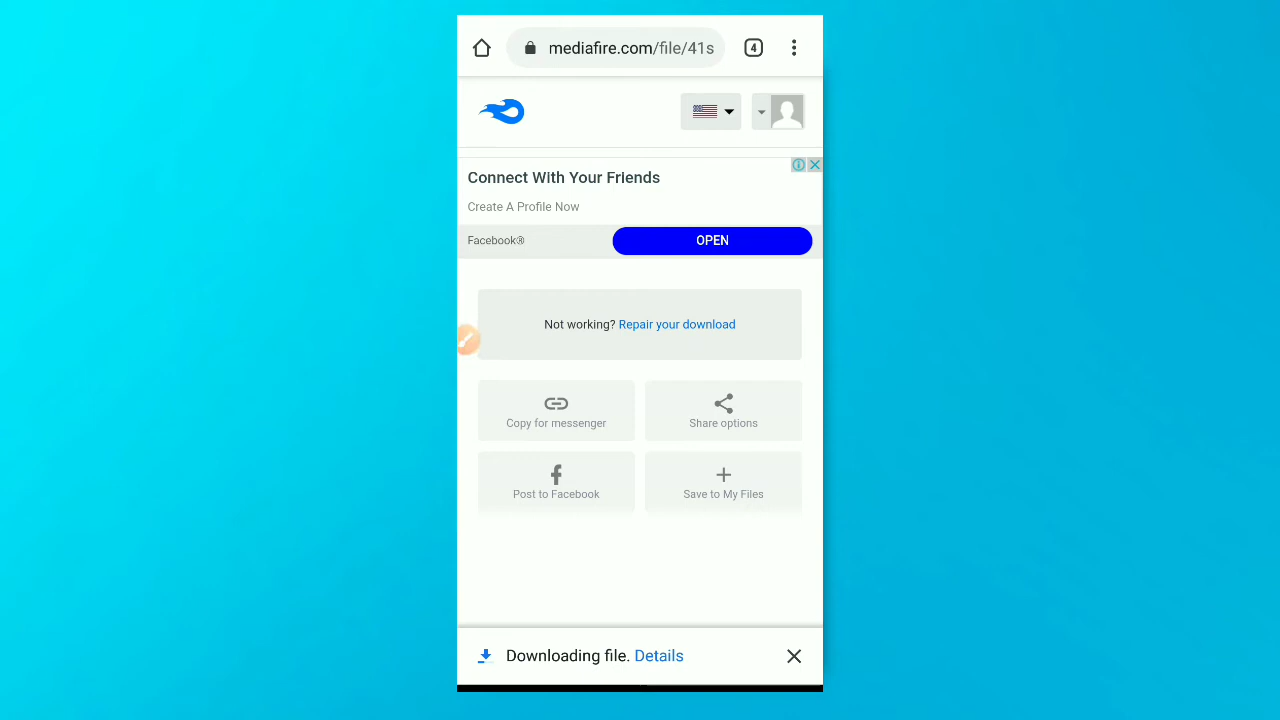 mediafire.com/file/41s
4
Connect With Your Friends
Create A Profile Now
Facebook®
OPEN
Not working? Repair your download
Copy for messenger
Share options
Post to Facebook
Save to My Files
Downloading file. Details